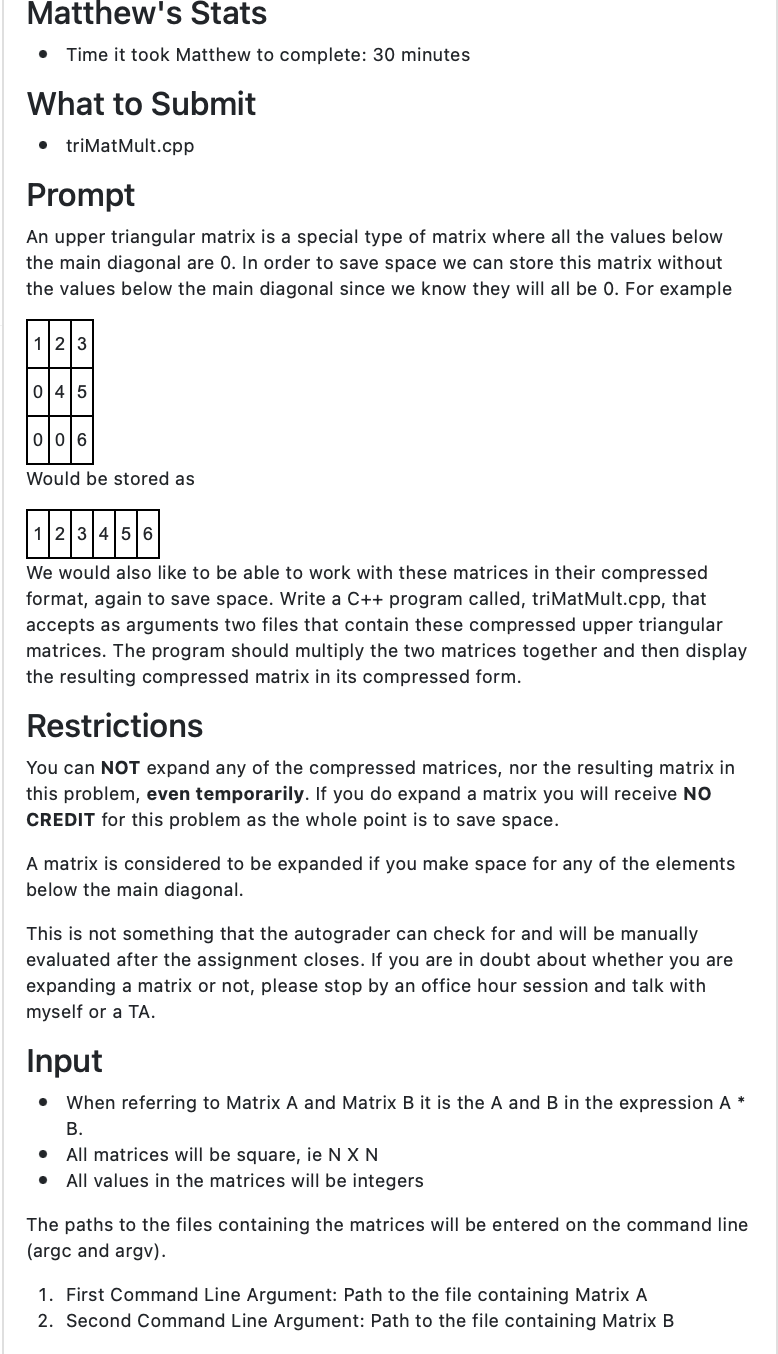 Matthew's Stats
Time it took Matthew to complete: 30 minutes
What to Submit
triMatMult.cpp
Prompt
An upper triangular matrix is a special type of matrix where all the values below
the main diagonal are 0. In order to save space we can store this matrix without
the values below the main diagonal since we know they will all be 0. For example
1 2 3
0 4 5
0 0 6
Would be stored as
1 2 3 4 5 6
We would also like to be able to work with these matrices in their compressed
format, again to save space. Write a C++ program called, triMatMult.cpp, that
accepts as arguments two files that contain these compressed upper triangular
matrices. The program should multiply the two matrices together and then display
the resulting compressed matrix in its compressed form.
Restrictions
You can NOT expand any of the compressed matrices, nor the resulting matrix in
this problem, even temporarily. If you do expand a matrix you will receive NO
CREDIT for this problem as the whole point is to save space.
A matrix is considered to be expanded if you make space for any of the elements
below the main diagonal.
This is not something that the autograder can check for and will be manually
evaluated after the assignment closes. If you are in doubt about whether you are
expanding a matrix or not, please stop by an office hour session and talk with
myself or a TA.
Input
When referring to Matrix A and Matrix B it is the A and B in the expression A *
B.
All matrices will be square, ie N X N
All values in the matrices will be integers
The paths to the files containing the matrices will be entered on the command line
(argc and argv).
1. First Command Line Argument: Path to the file containing Matrix A
2. Second Command Line Argument: Path to the file containing Matrix B